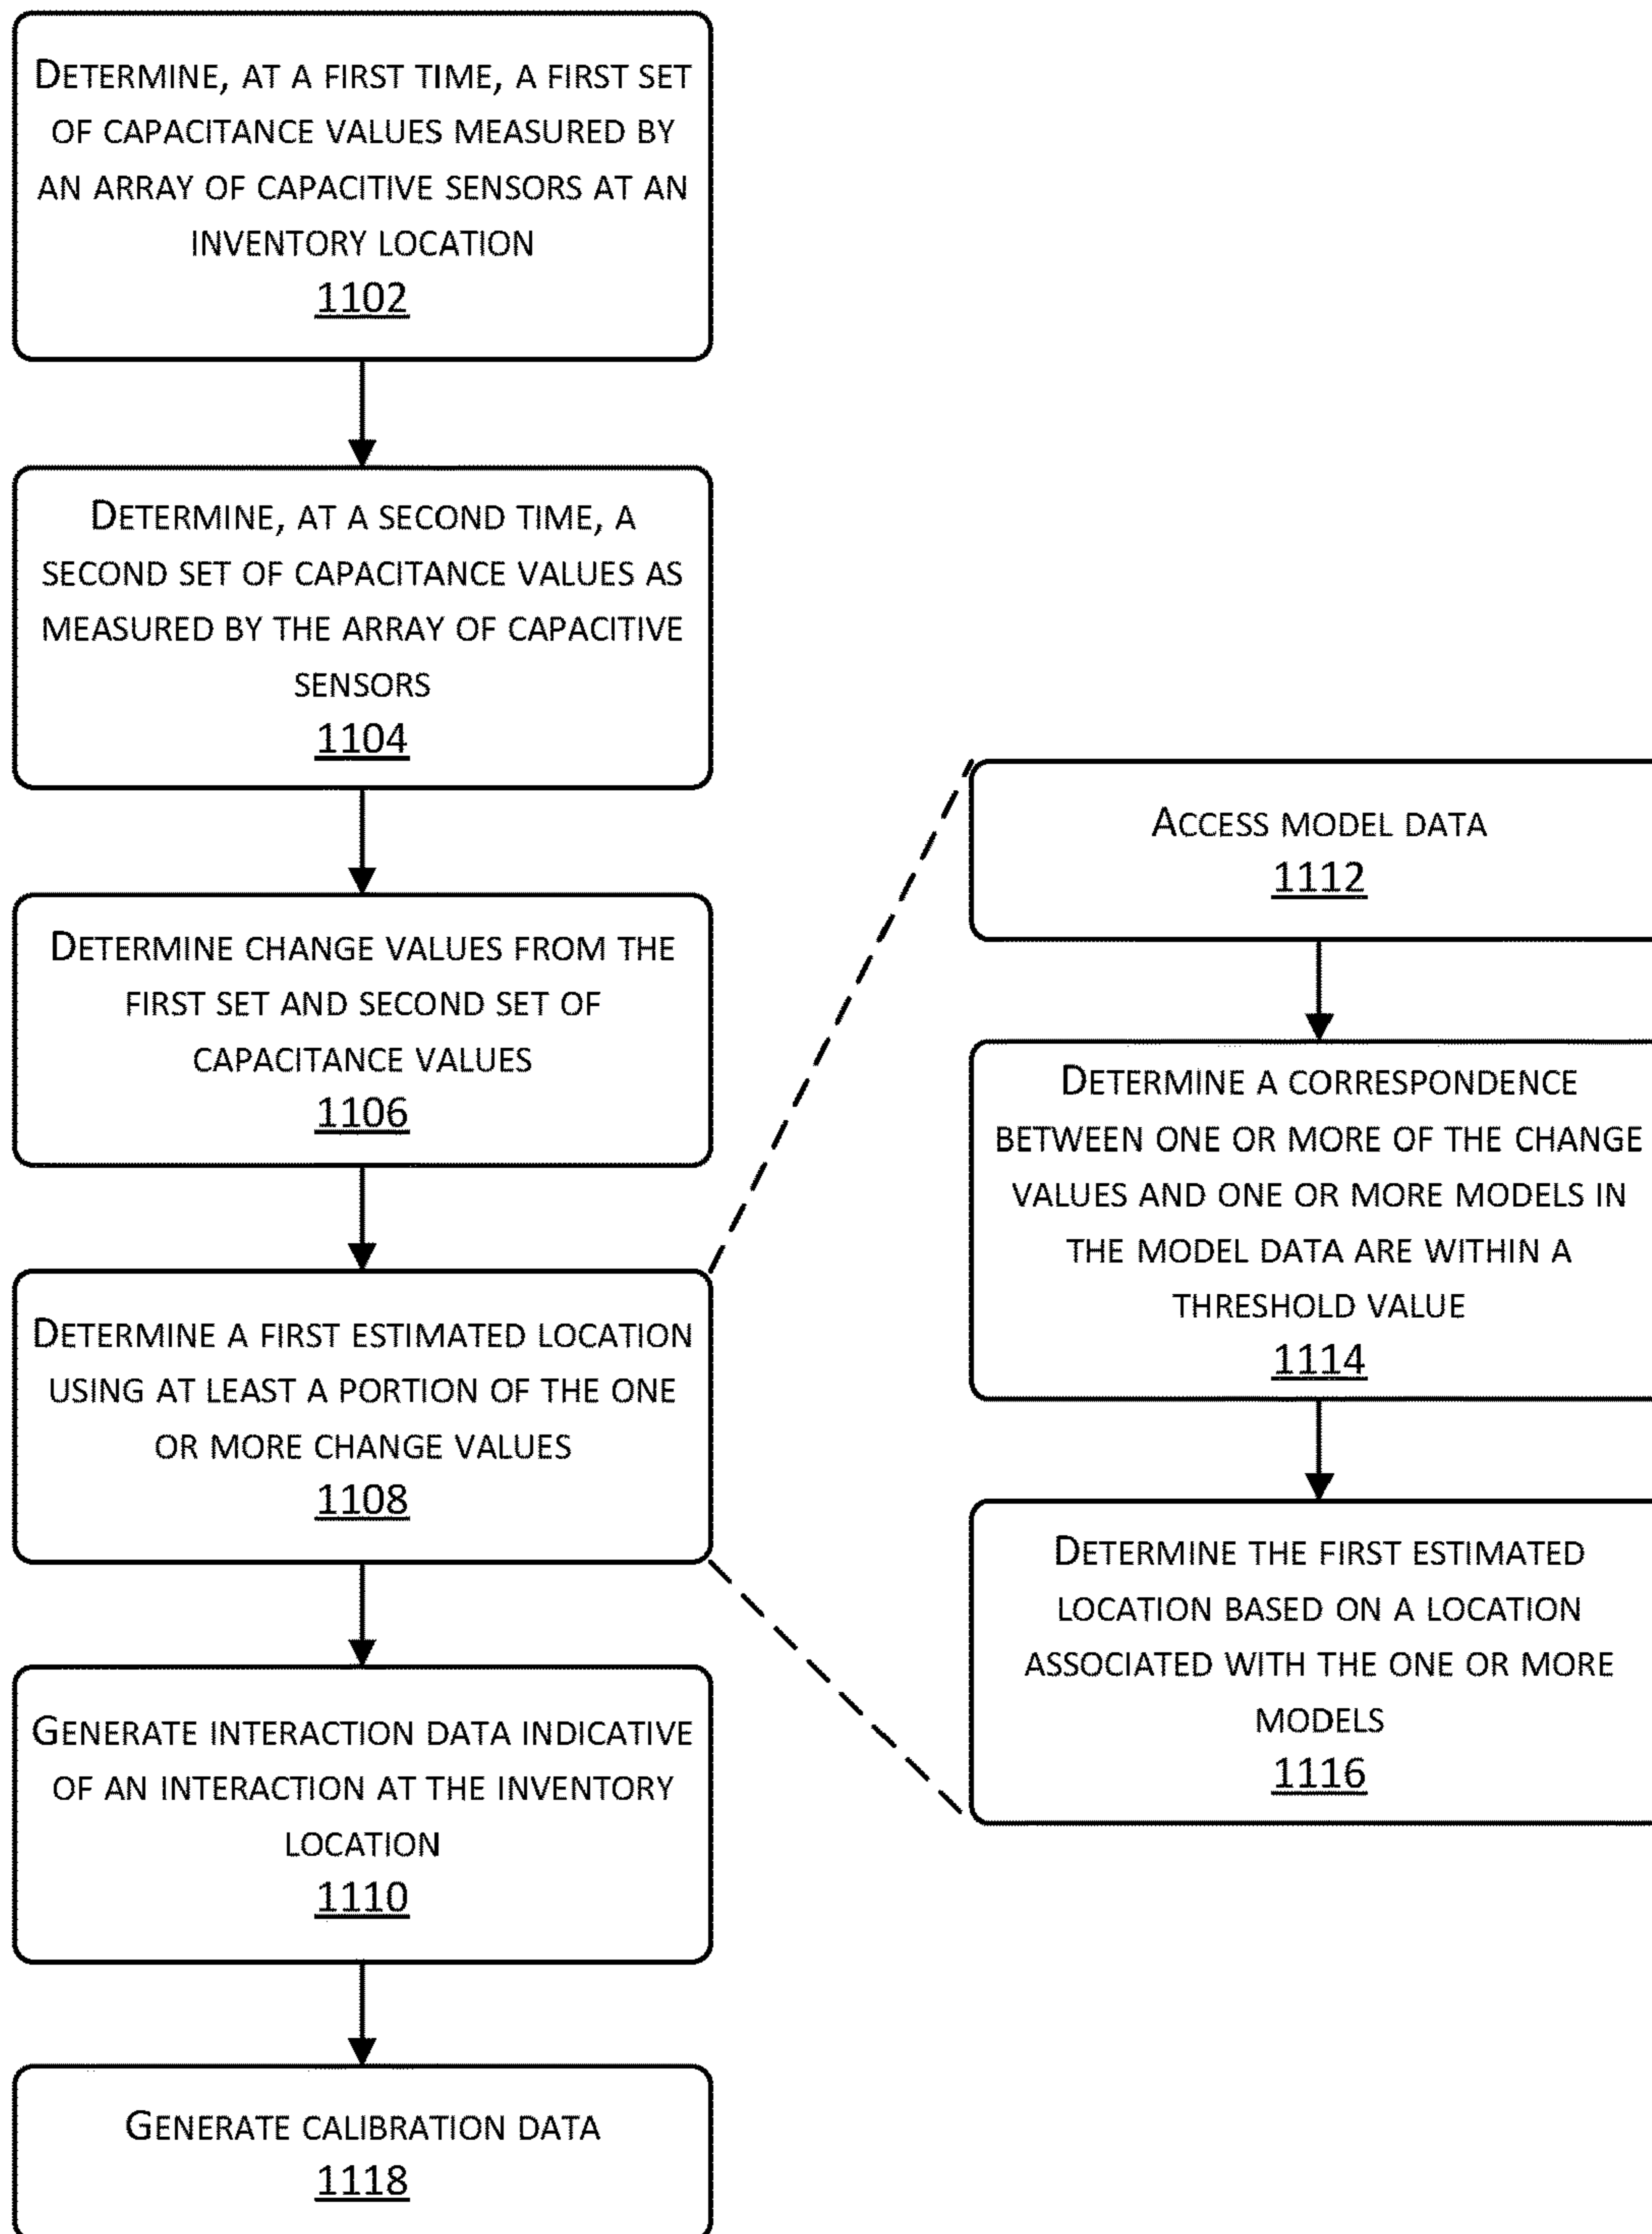 DETERMINE, AT A FIRST TIME, A FIRST SET
OF CAPACITANCE VALUES MEASURED BY
AN ARRAY OF CAPACITIVE SENSORS AT AN
INVENTORY LOCATION
1102
DETERMINE, AT A SECOND TIME, A
SECOND SET OF CAPACITANCE VALUES AS
MEASURED BY THE ARRAY OF CAPACITIVE
SENSORS
1104
DETERMINE CHANGE VALUES FROM THE
FIRST SET AND SECOND SET OF
CAPACITANCE VALUES
1106
DETERMINE A FIRST ESTIMATED LOCATION
USING AT LEAST A PORTION OF THE ONE
OR MORE CHANGE VALUES
1108
GENERATE INTERACTION DATA INDICATIVE
OF AN INTERACTION AT THE INVENTORY
LOCATION
1110
GENERATE CALIBRATION DATA
1118
ACCESS MODEL DATA
1112
DETERMINE A CORRESPONDENCE
BETWEEN ONE OR MORE OF THE CHANGE
VALUES AND ONE OR MORE MODELS IN
THE MODEL DATA ARE WITHIN A
THRESHOLD VALUE
1114
DETERMINE THE FIRST ESTIMATED
LOCATION BASED ON A LOCATION
ASSOCIATED WITH THE ONE OR MORE
MODELS
1116